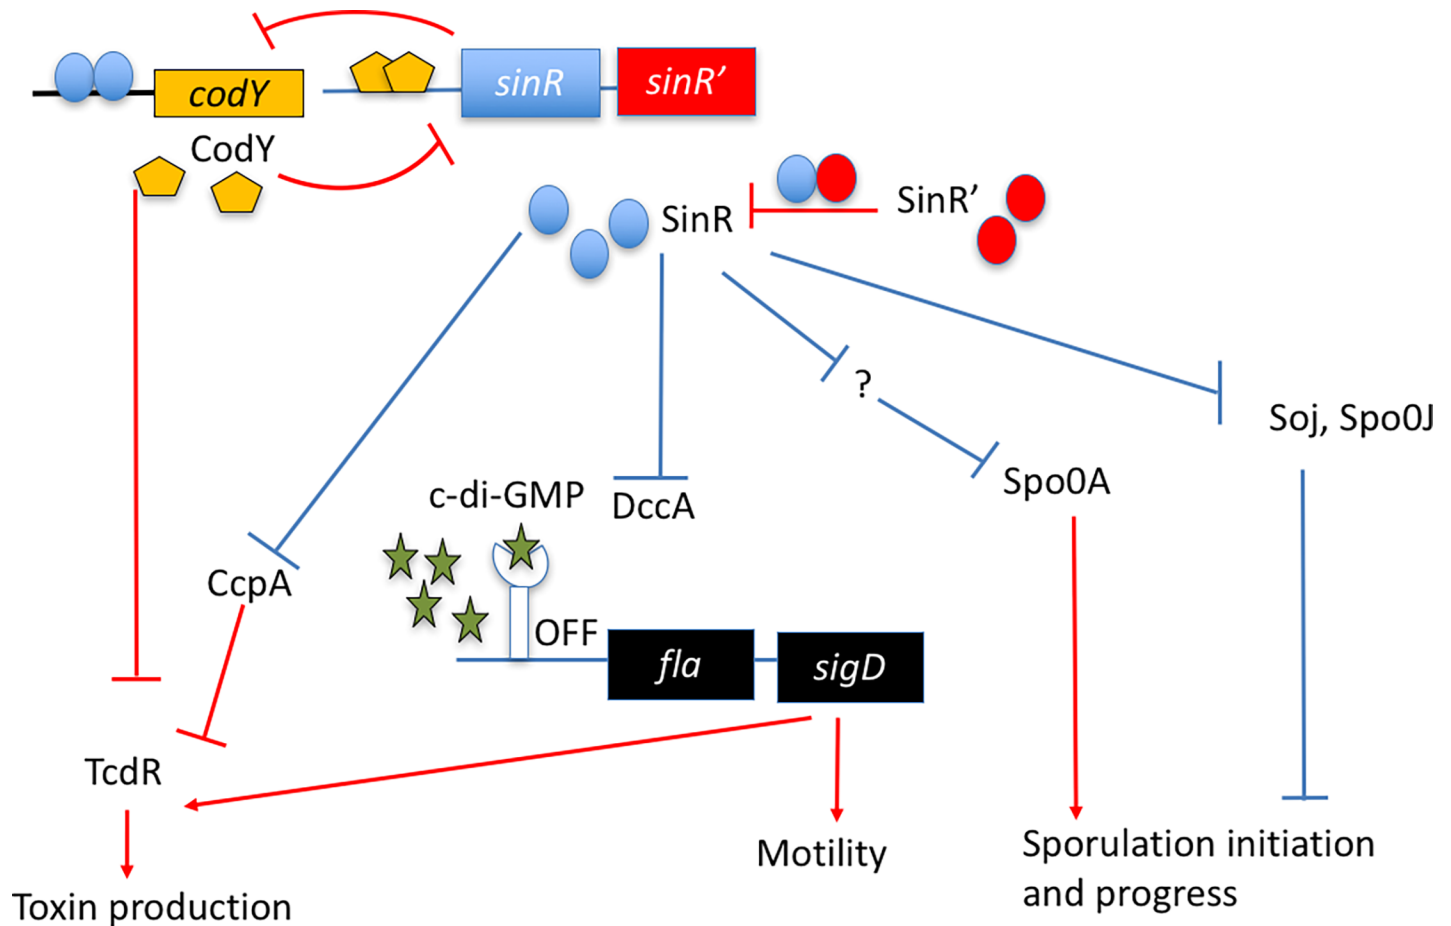 codY
sinR
sinR’
CodY
SinR
SinR’
?
Soj, Spo0J
Spo0A
c-di-GMP
DccA
CcpA
OFF
fla
sigD
TcdR
Motility
Sporulation initiation
and progress
Toxin production